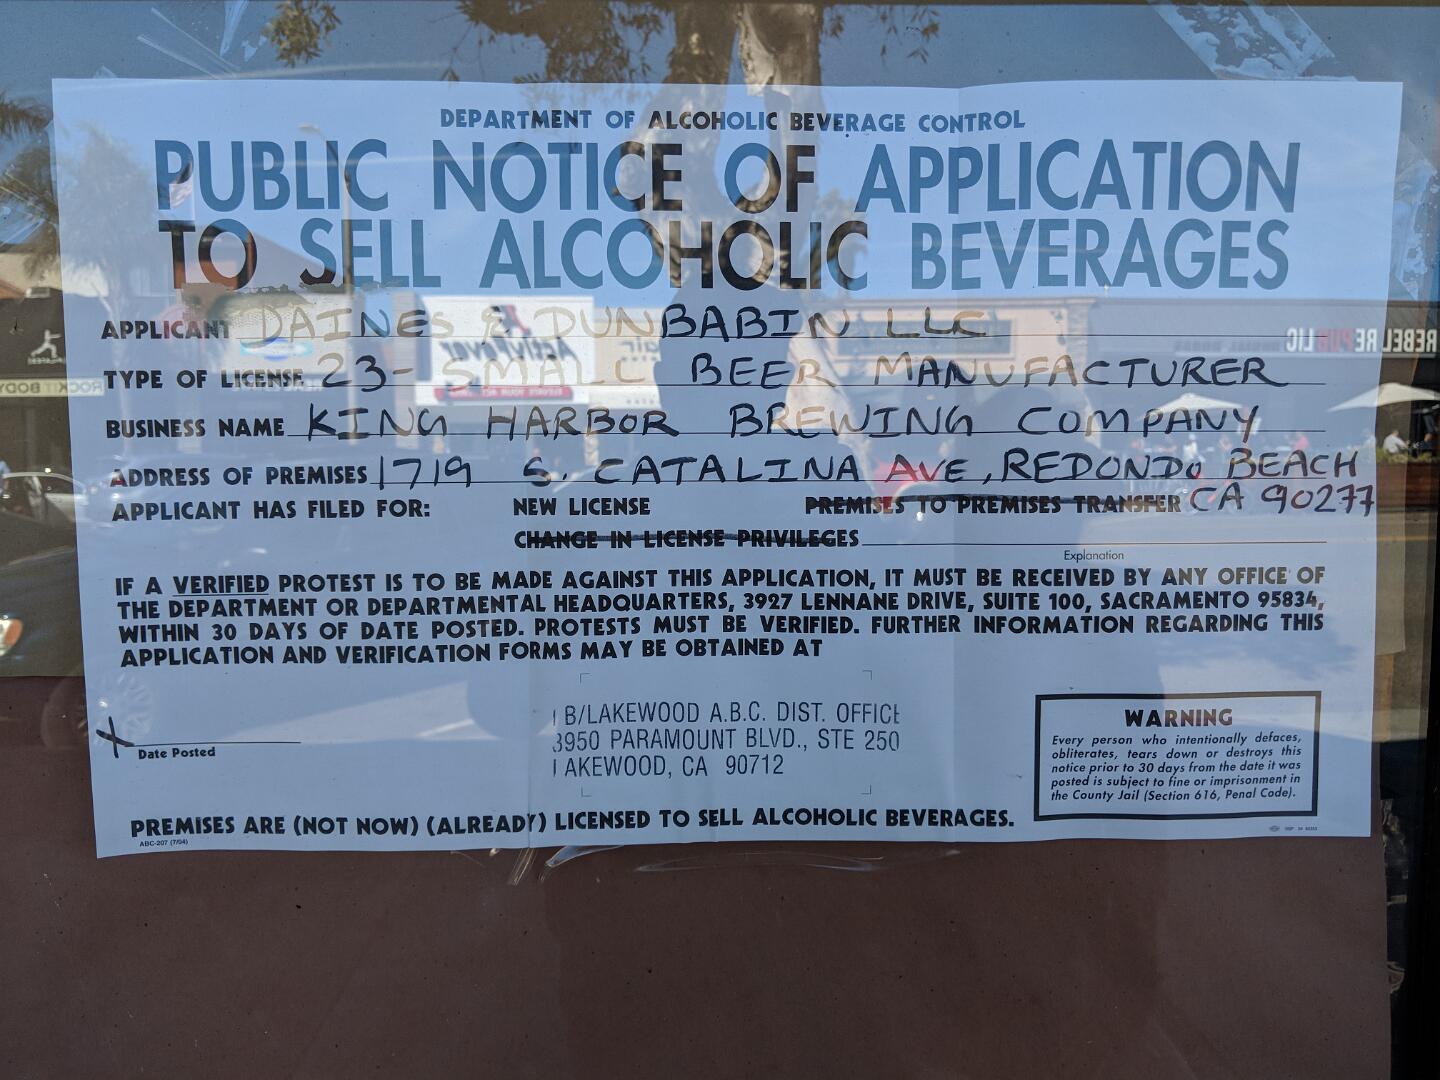 DEPARTMENT OF ALCOHOLIC BEVERAGE CONTROL
PUBLIC NOTICE OF APPLICATION
TO SELL ALCOHOLIC BEVERAGES
APPLICANT DAINES & DUNBABIN LLC
TYPE OF LICENSE 23- SMALL BEER MANUFACTURER
BUSINESS NAME KING HARBOR BREWING COMPANY
ADDRESS OF PREMISES 1719 S. CATALINA AVE, REDONDO BEACH
APPLICANT HAS FILED FOR: NEW LICENSE PREMISES TO PREMISES TRANSFER CA 90277
CHANGE IN LICENSE PRIVILEGES
Explanation
IF A VERIFIED PROTEST IS TO BE MADE AGAINST THIS APPLICATION, IT MUST BE RECEIVED BY ANY OFFICE OF
THE DEPARTMENT OR DEPARTMENTAL HEADQUARTERS, 3927 LENNANE DRIVE, SUITE 100, SACRAMENTO 95834,
WITHIN 30 DAYS OF DATE POSTED. PROTESTS MUST BE VERIFIED. FURTHER INFORMATION REGARDING THIS
APPLICATION AND VERIFICATION FORMS MAY BE OBTAINED AT
B/LAKEWOOD A.B.C. DIST. OFFICE
3950 PARAMOUNT BLVD., STE 250
LAKEWOOD, CA 90712
X
Date Posted
WARNING
Every person who intentionally defaces,
obliterates, tears down or destroys this
notice prior to 30 days from the date it was
posted is subject to fine or imprisonment in
the County Jail (Section 616, Penal Code).
PREMISES ARE (NOT NOW) (ALREADY) LICENSED TO SELL ALCOHOLIC BEVERAGES.
ABC-207 (7/04)
REBEL REPUBLIC
ROCKIT BODY